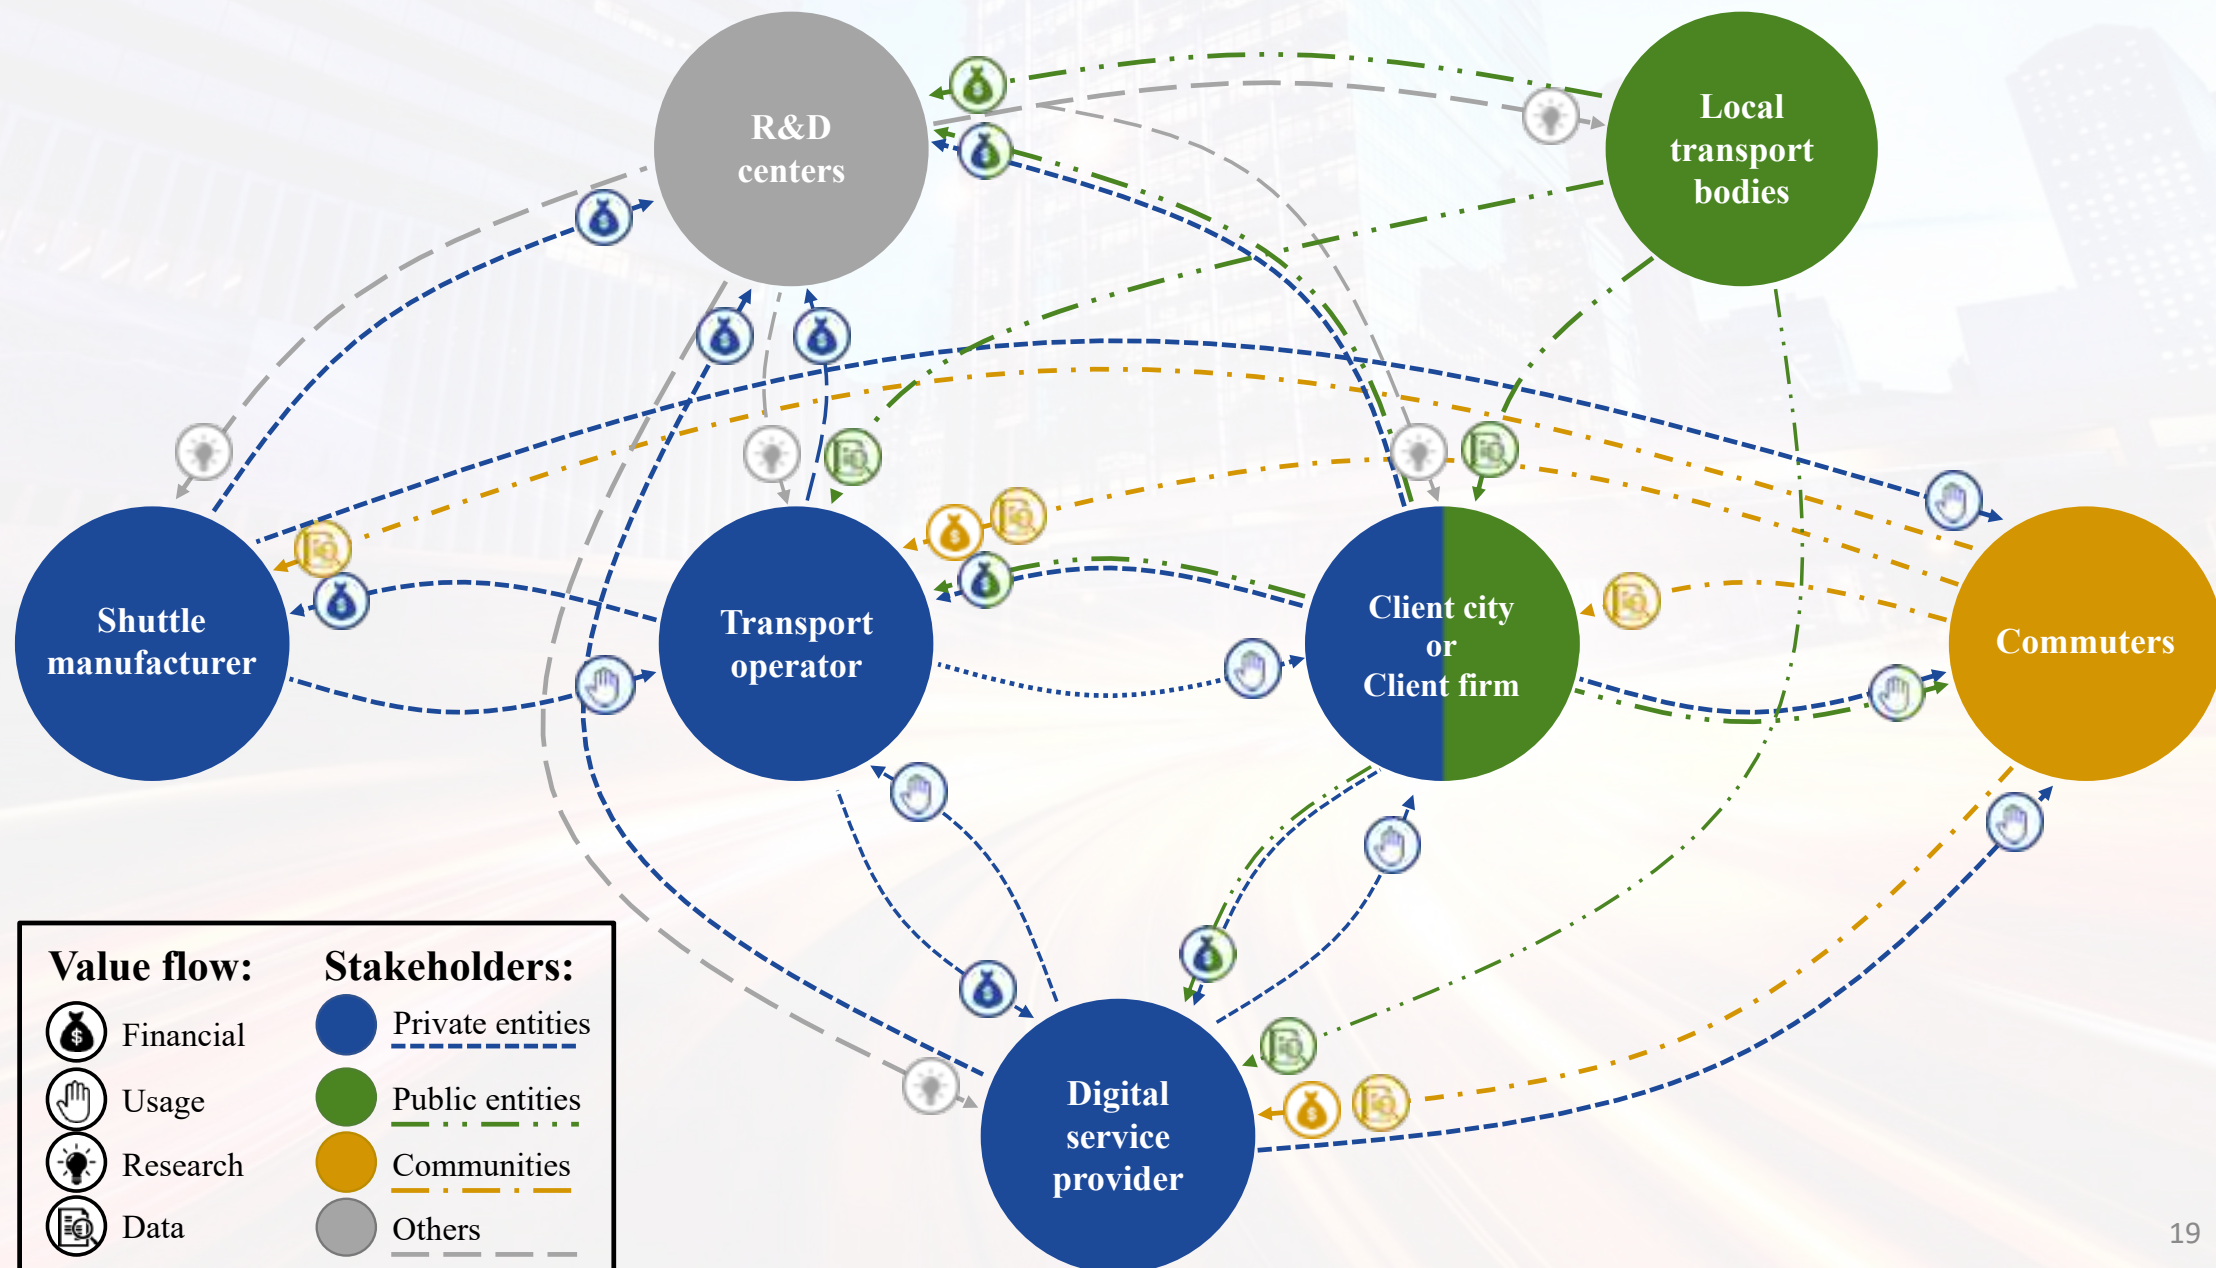 R&D
centers
Local
transport
bodies
Shuttle
manufacturer
Transport
operator
Client city
or
Client firm
Commuters
Digital
service
provider
Value flow:
Financial
Usage
Research
Data
Stakeholders:
Private entities
Public entities
Communities
Others
19